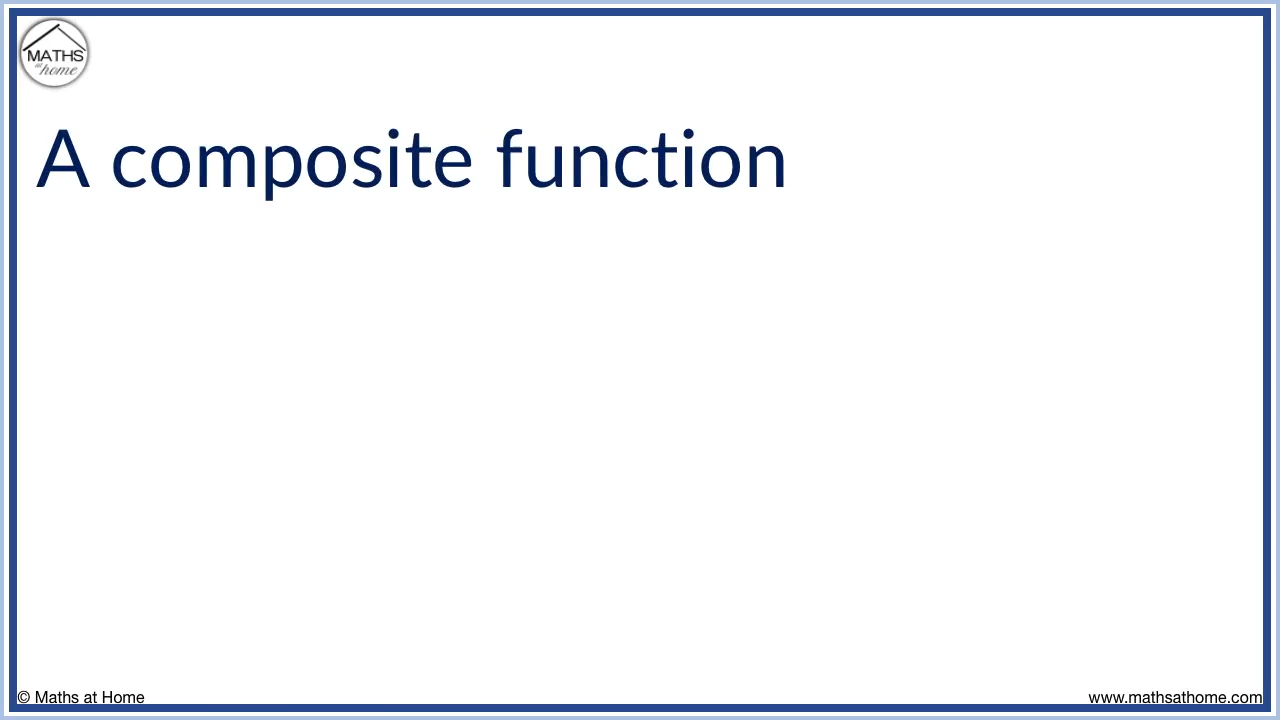 MATHS
at home
A composite function
© Maths at Home
www.mathsathome.com